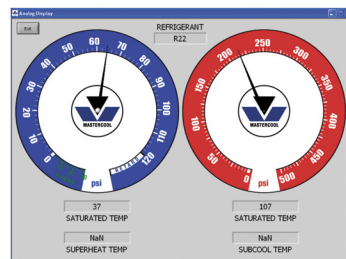 Analog Display
Exit
REFRIGERANT
R22
0 10 20 30 40 50 60 70 80 90 100 110 120
RETARD
MASTERCOOL
psi
0 50 100 150 200 250 300 350 400 450 500
MASTERCOOL
psi
37
SATURATED TEMP
107
SATURATED TEMP
NaN
SUPERHEAT TEMP
NaN
SUBCOOL TEMP